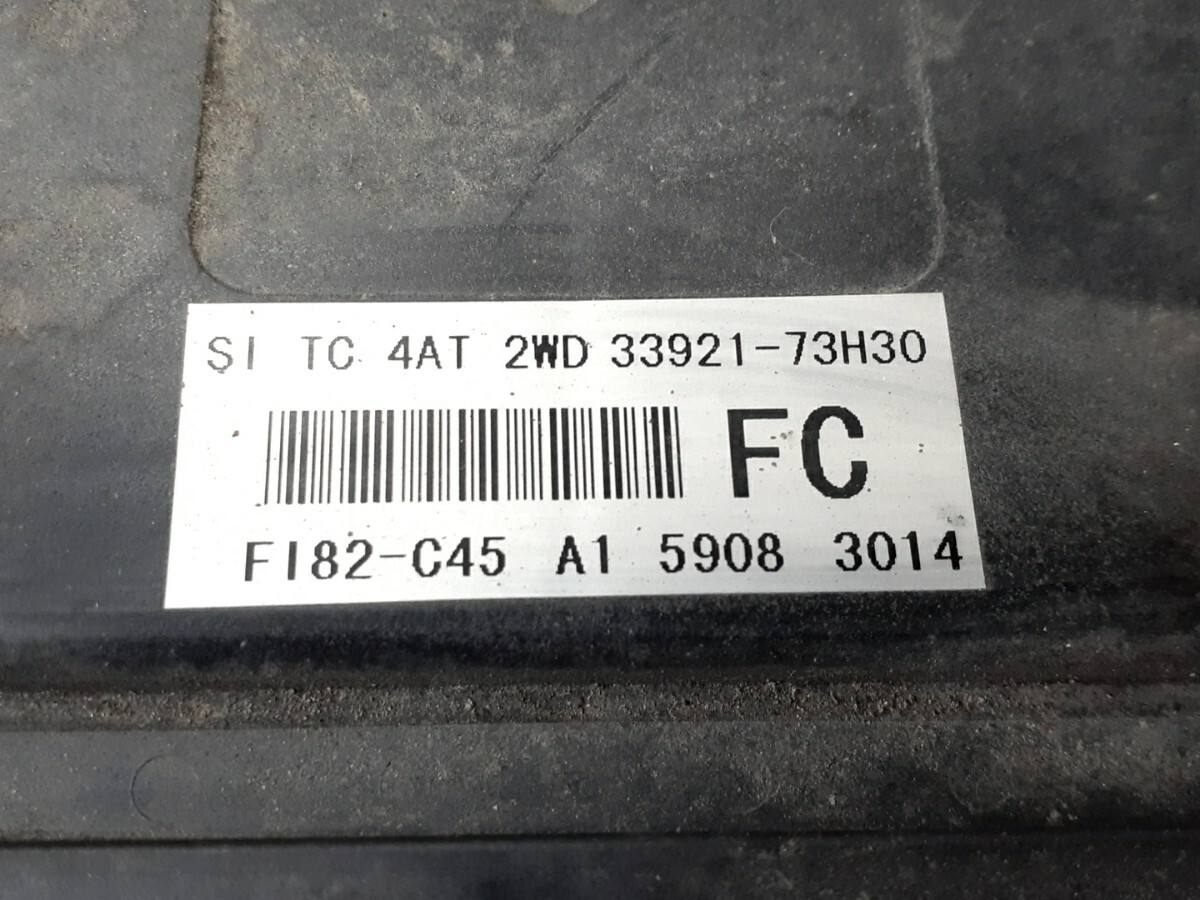 SI TC 4AT 2WD 33921-73H30
FC
FI82-C45 A1 5908 3014